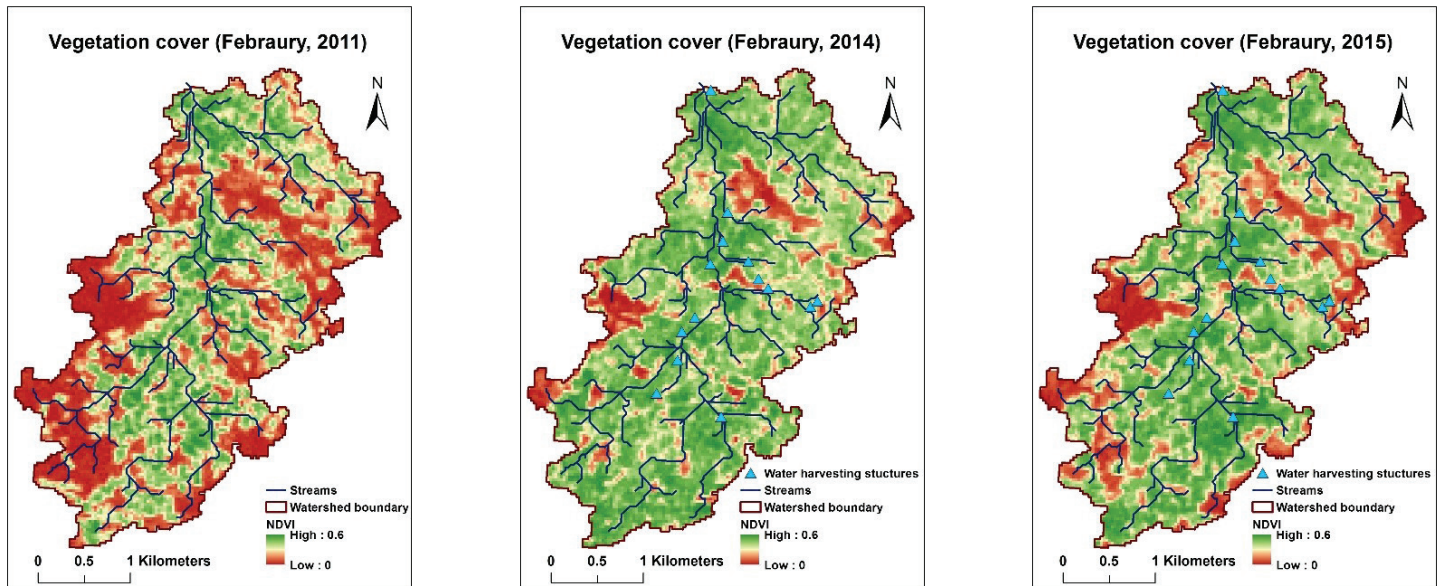 Vegetation cover (Febraury, 2011)
N
Streams
Watershed boundary
NDVI
High : 0.6
Low : 0
0 0.5 1 Kilometers
Vegetation cover (Febraury, 2014)
N
Water harvesting stuctures
Streams
Watershed boundary
NDVI
High : 0.6
Low : 0
0 0.5 1 Kilometers
Vegetation cover (Febraury, 2015)
N
Water harvesting stuctures
Streams
Watershed boundary
NDVI
High : 0.6
Low : 0
0 0.5 1 Kilometers